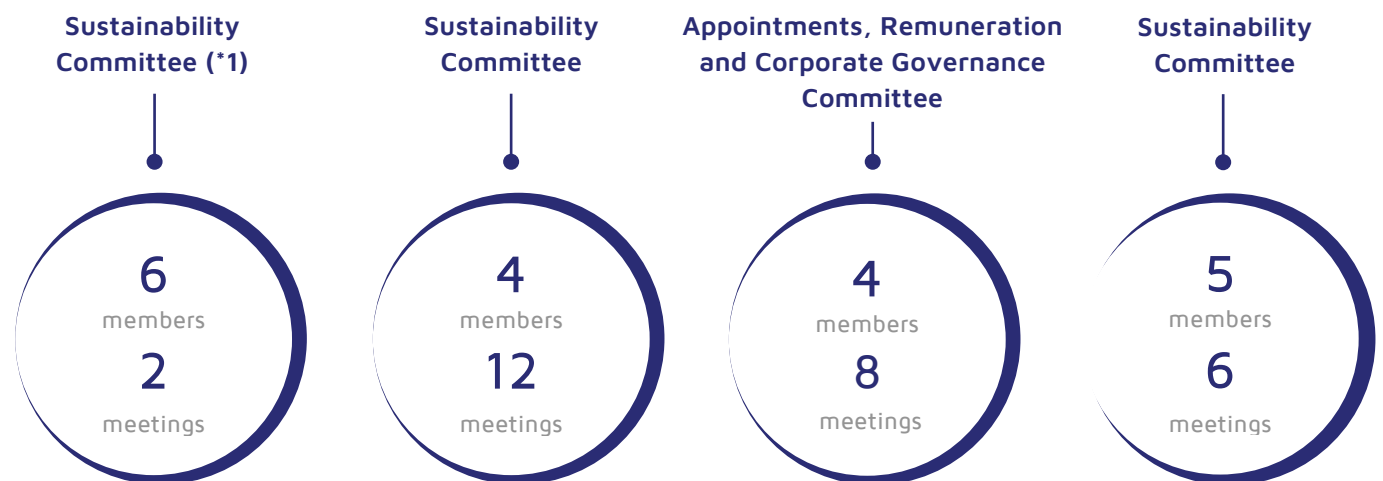 Sustainability
Committee (*1)
6
members
2
meetings
Sustainability
Committee
4
members
12
meetings
Appointments, Remuneration
and Corporate Governance
Committee
4
members
8
meetings
Sustainability
Committee
5
members
6
meetings